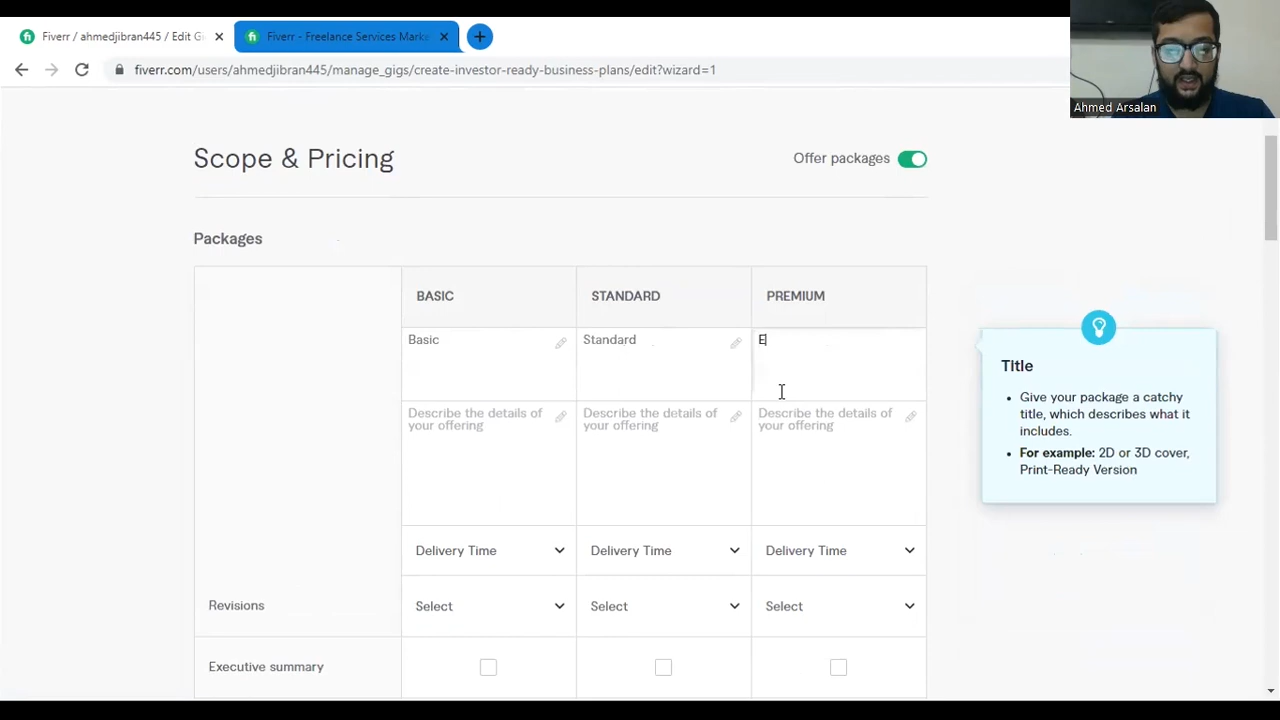 Fiverr / ahmedjibran445 / Edit G
Fiverr - Freelance Services Marke
fiverr.com/users/ahmedjibran445/manage_gigs/create-investor-ready-business-plans/edit?wizard=1
Ahmed Arsalan
Scope & Pricing
Offer packages
Packages
BASIC STANDARD PREMIUM
Basic Standard E
Describe the details of Describe the details of Describe the details of
your offering your offering your offering
Delivery Time Delivery Time Delivery Time
Revisions Select Select Select
Executive summary
Title
• Give your package a catchy
title, which describes what it
includes.
• For example: 2D or 3D cover,
Print-Ready Version